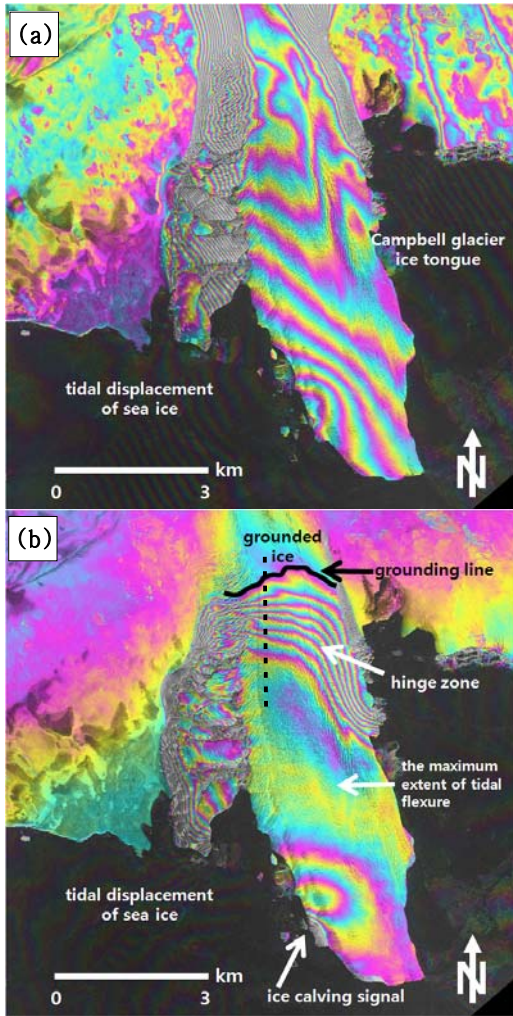 (a)
Campbell glacier
ice tongue
tidal displacement
of sea ice
km
0 3
N
(b)
grounded
ice
grounding line
hinge zone
the maximum
extent of tidal
flexure
tidal displacement
of sea ice
km
0 3
ice calving signal
N